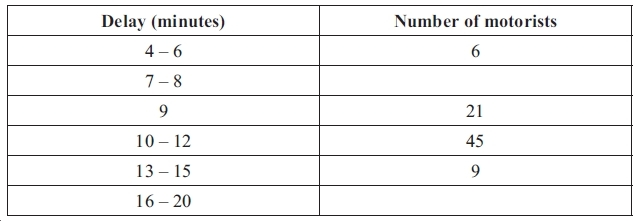 Delay (minutes) Number of motorists
4 – 6 6
7 – 8
9 21
10 – 12 45
13 – 15 9
16 – 20